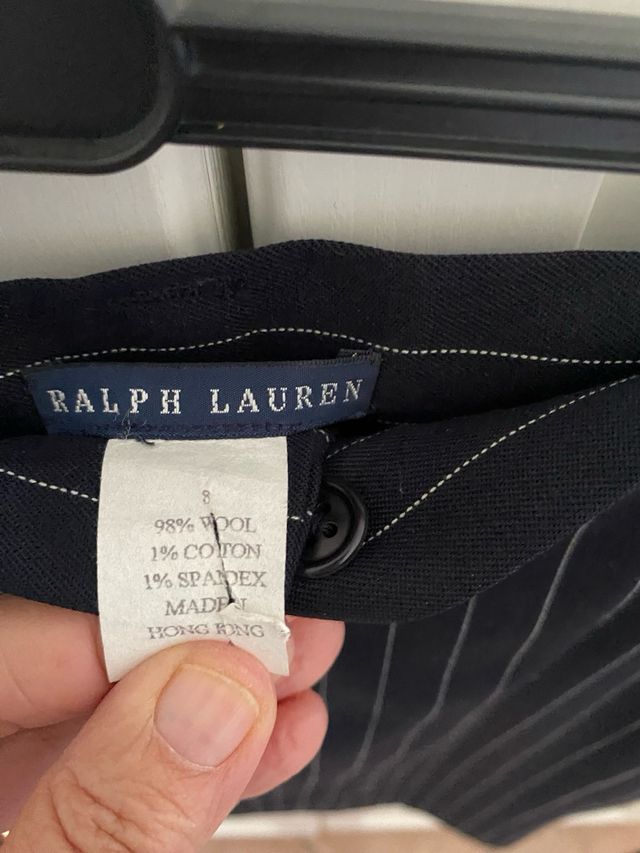 RALPH LAUREN
8
98% WOOL
1% COTTON
1% SPANDEX
MADE IN
HONG KONG